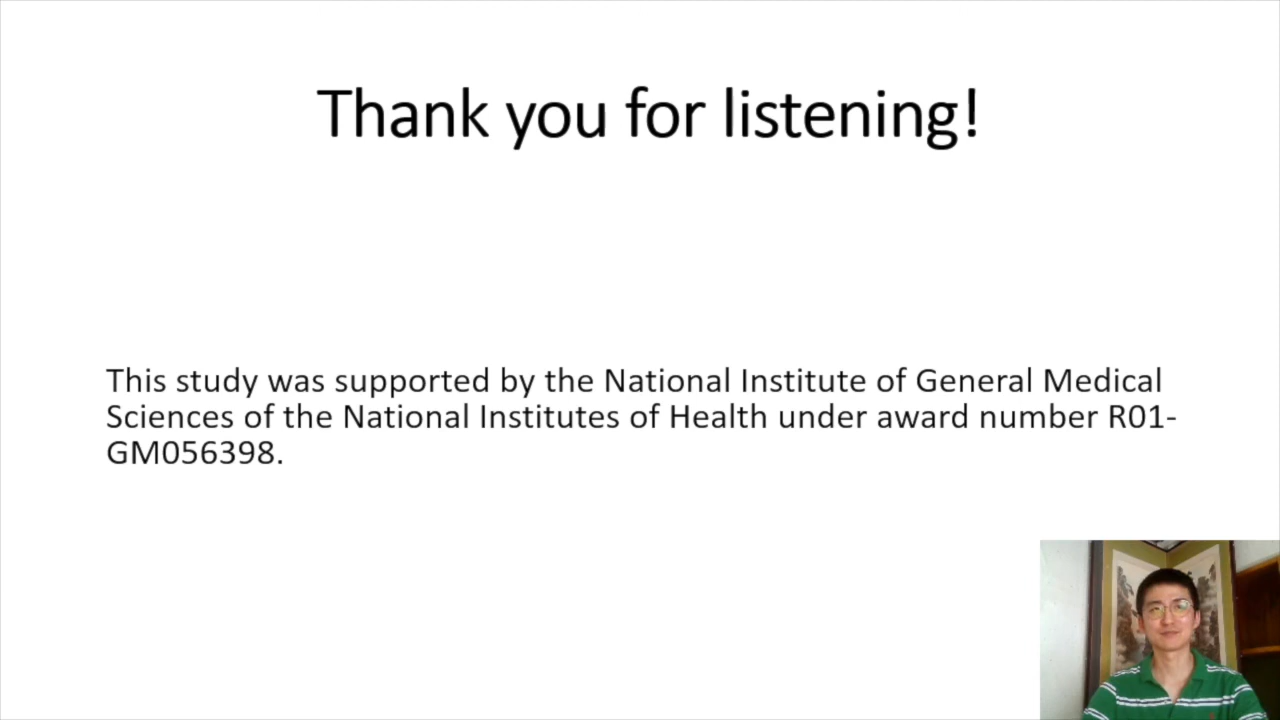 Thank you for listening!
This study was supported by the National Institute of General Medical
Sciences of the National Institutes of Health under award number R01-
GM056398.